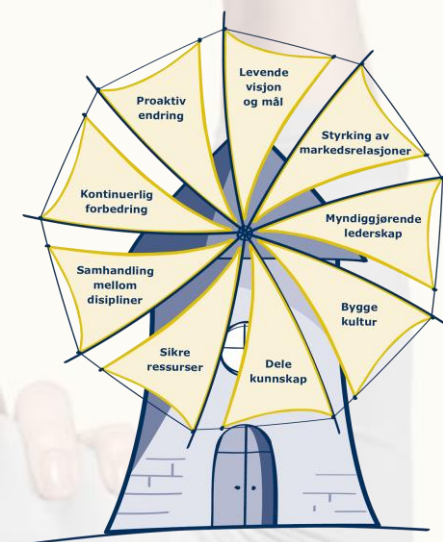 Levende
visjon
og mål
Styrking av
markedsrelasjoner
Myndiggjørende
lederskap
Bygge
kultur
Dele
kunnskap
Sikre
ressurser
Samhandling
mellom
disipliner
Kontinuerlig
forbedring
Proaktiv
endring